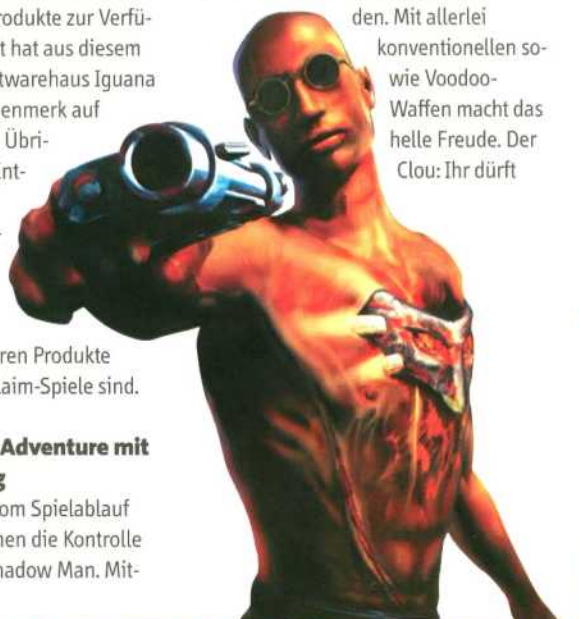 rodukte zur Verfü-
t hat aus diesem
twarehaus Iguana
enmerk auf
Übri-
nt-
ren Produkte
laim-Spiele sind.
Adventure mit
g
om Spielablauf
nen die Kontrolle
hadow Man. Mit-
den. Mit allerlei
konventionellen so-
wie Voodoo-
Waffen macht das
helle Freude. Der
Clou: Ihr dürft